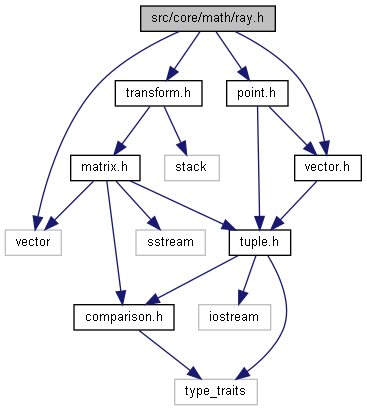 src/core/math/ray.h
transform.h
point.h
matrix.h
stack
vector.h
vector
sstream
tuple.h
comparison.h
iostream
type_traits